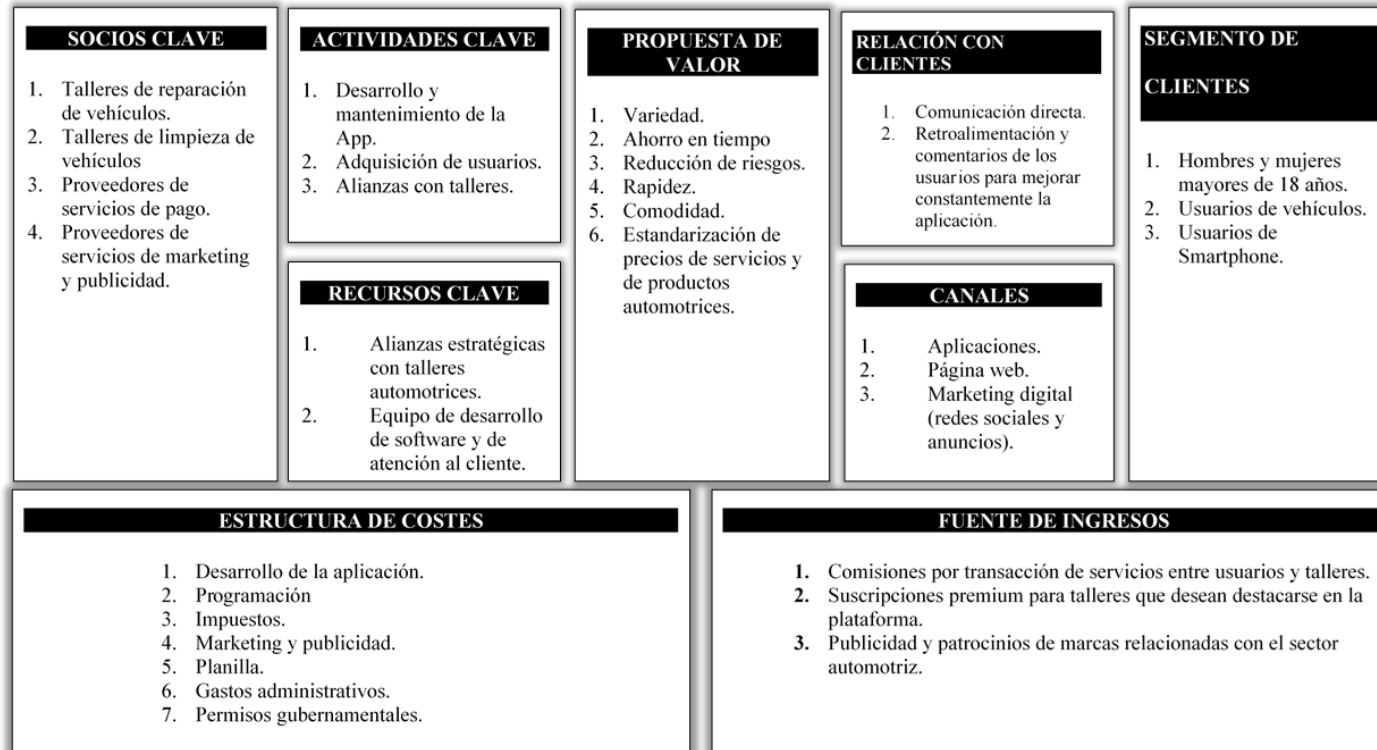 SOCIOS CLAVE
1. Talleres de reparación
de vehículos.
2. Talleres de limpieza de
vehículos
3. Proveedores de
servicios de pago.
4. Proveedores de
servicios de marketing
y publicidad.
ACTIVIDADES CLAVE
1. Desarrollo y
mantenimiento de la
App.
2. Adquisición de usuarios.
3. Alianzas con talleres.
RECURSOS CLAVE
1. Alianzas estratégicas
con talleres
automotrices.
2. Equipo de desarrollo
de software y de
atención al cliente.
PROPUESTA DE
VALOR
1. Variedad.
2. Ahorro en tiempo
3. Reducción de riesgos.
4. Rapidez.
5. Comodidad.
6. Estandarización de
precios de servicios y
de productos
automotrices.
RELACIÓN CON
CLIENTES
1. Comunicación directa.
2. Retroalimentación y
comentarios de los
usuarios para mejorar
constantemente la
aplicación.
CANALES
1. Aplicaciones.
2. Página web.
3. Marketing digital
(redes sociales y
anuncios).
SEGMENTO DE
CLIENTES
1. Hombres y mujeres
mayores de 18 años.
2. Usuarios de vehículos.
3. Usuarios de
Smartphone.
ESTRUCTURA DE COSTES
1. Desarrollo de la aplicación.
2. Programación
3. Impuestos.
4. Marketing y publicidad.
5. Planilla.
6. Gastos administrativos.
7. Permisos gubernamentales.
FUENTE DE INGRESOS
1. Comisiones por transacción de servicios entre usuarios y talleres.
2. Suscripciones premium para talleres que desean destacarse en la
plataforma.
3. Publicidad y patrocinios de marcas relacionadas con el sector
automotriz.